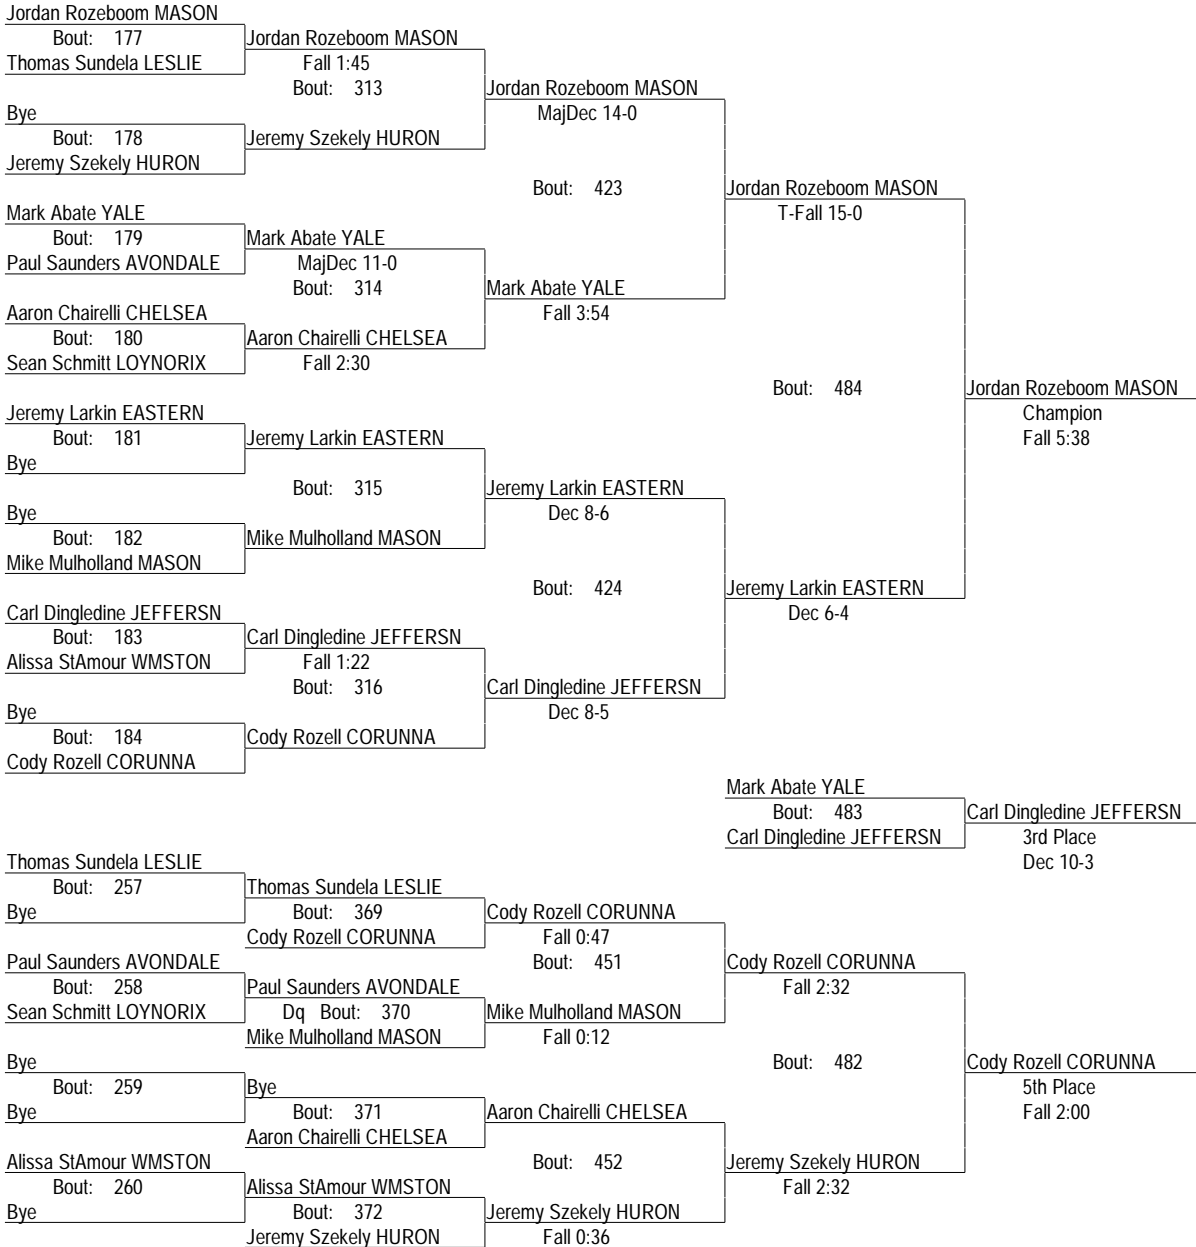 Jordan Rozeboom MASON
Bout: 177
Jordan Rozeboom MASON
Thomas Sundela LESLIE
Fall 1:45
Bout: 313
Jordan Rozeboom MASON
Bye
MajDec 14-0
Bout: 178
Jeremy Szekely HURON
Jeremy Szekely HURON
Bout: 423
Jordan Rozeboom MASON
Mark Abate YALE
T-Fall 15-0
Bout: 179
Mark Abate YALE
Paul Saunders AVONDALE
MajDec 11-0
Bout: 314
Mark Abate YALE
Aaron Chairelli CHELSEA
Fall 3:54
Bout: 180
Aaron Chairelli CHELSEA
Sean Schmitt LOYNORIX
Fall 2:30
Bout: 484
Jordan Rozeboom MASON
Jeremy Larkin EASTERN
Champion
Bout: 181
Jeremy Larkin EASTERN
Fall 5:38
Bye
Bout: 315
Jeremy Larkin EASTERN
Bye
Dec 8-6
Bout: 182
Mike Mulholland MASON
Mike Mulholland MASON
Bout: 424
Jeremy Larkin EASTERN
Carl Dingledine JEFFERSN
Dec 6-4
Bout: 183
Carl Dingledine JEFFERSN
Alissa StAmour WMSTON
Fall 1:22
Bout: 316
Carl Dingledine JEFFERSN
Bye
Dec 8-5
Bout: 184
Cody Rozell CORUNNA
Cody Rozell CORUNNA
Mark Abate YALE
Bout: 483
Carl Dingledine JEFFERSN
Carl Dingledine JEFFERSN
3rd Place
Dec 10-3
Thomas Sundela LESLIE
Bout: 257
Thomas Sundela LESLIE
Bye
Bout: 369
Cody Rozell CORUNNA
Cody Rozell CORUNNA
Fall 0:47
Paul Saunders AVONDALE
Bout: 451
Cody Rozell CORUNNA
Bout: 258
Paul Saunders AVONDALE
Fall 2:32
Sean Schmitt LOYNORIX
Dq Bout: 370
Mike Mulholland MASON
Mike Mulholland MASON
Fall 0:12
Bye
Bout: 482
Cody Rozell CORUNNA
Bout: 259
Bye
5th Place
Bye
Bout: 371
Aaron Chairelli CHELSEA
Fall 2:00
Aaron Chairelli CHELSEA
Alissa StAmour WMSTON
Bout: 452
Jeremy Szekely HURON
Bout: 260
Alissa StAmour WMSTON
Fall 2:32
Bye
Bout: 372
Jeremy Szekely HURON
Jeremy Szekely HURON
Fall 0:36